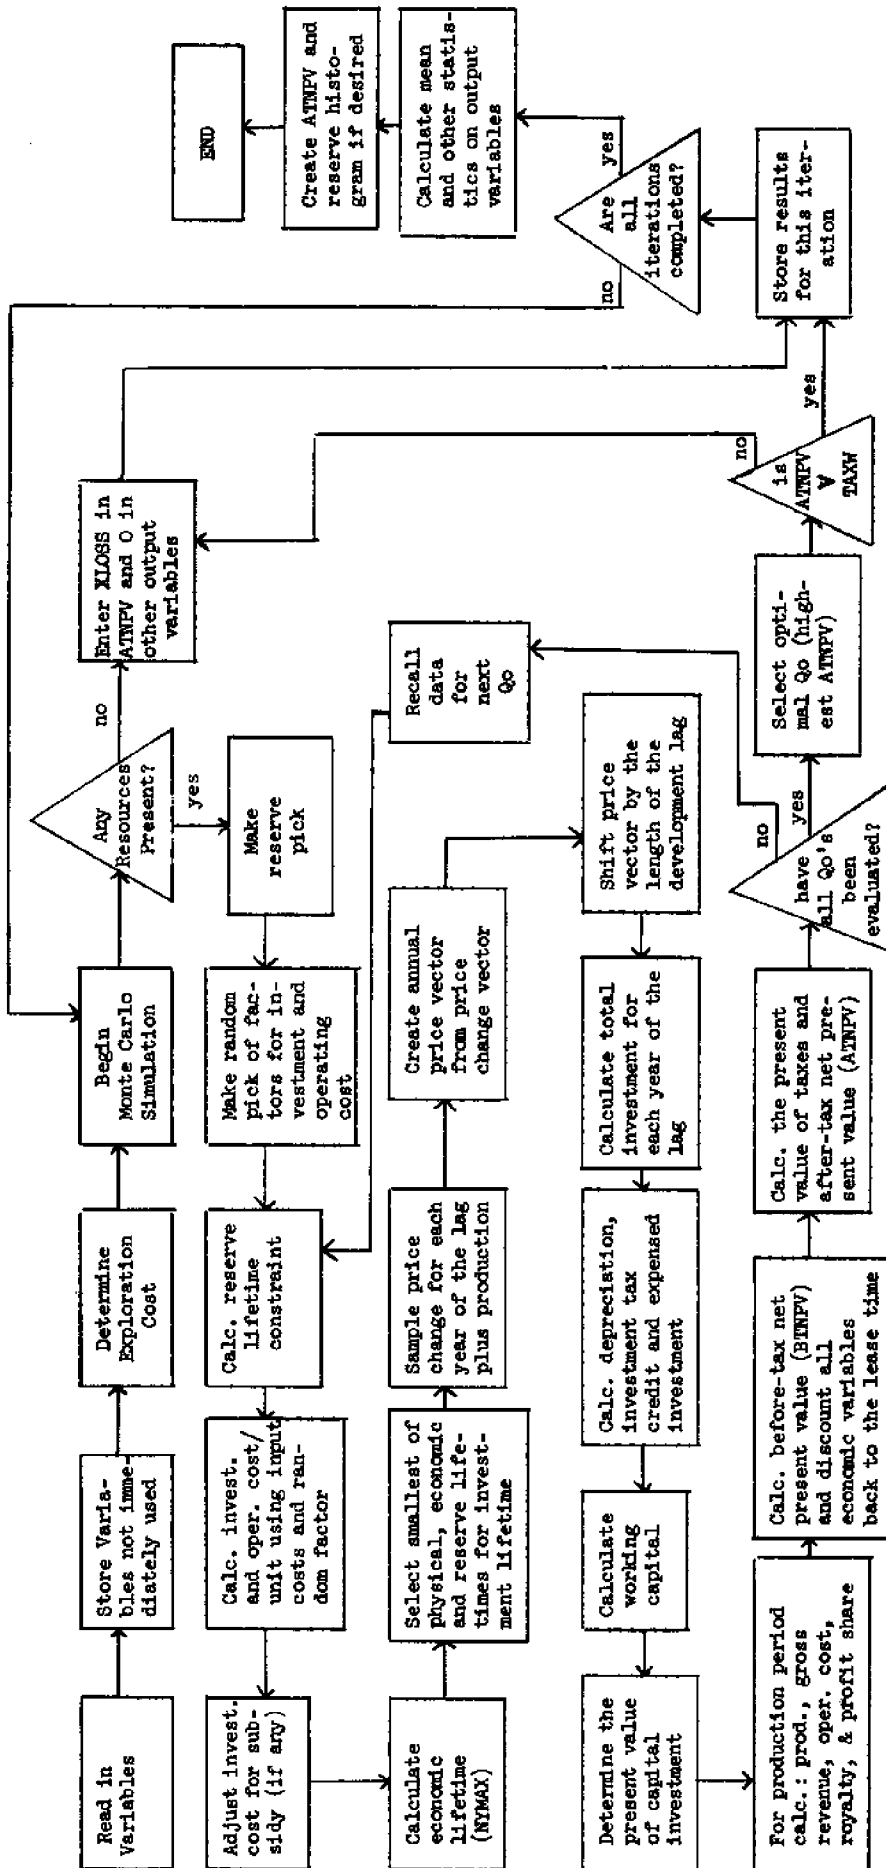 Read in
Variables
Store Varia-
bles not imme-
diately used
Determine
Exploration
Cost
Begin
Monte Carlo
Simulation
Any
Resources
Present?
no
yes
Enter XLOSS in
ATNPV and 0 in
other output
variables
Make
reserve
pick
Make random
pick of fac-
tors for in-
vestment and
operating
cost
Calc. reserve
lifetime
constraint
Calc. invest.
and oper. cost/
unit using input
costs and ran-
dom factor
Adjust invest.
cost for sub-
sidy (if any)
Calculate
economic
lifetime
(NYMAX)
Select smallest of
physical, economic
and reserve life-
times for invest-
ment lifetime
Sample price
change for each
year of the lag
plus production
Create annual
price vector
from price
change vector
Recall
data
for
next
Qo
Shift price
vector by the
length of the
development lag
Calculate total
investment for
each year of the
lag
Calc. depreciation,
investment tax
credit and expensed
investment
Calculate
working
capital
Determine the
present value
of capital
investment
For production period
calc.: prod., gross
revenue, oper. cost,
royalty, & profit share
Calc. before-tax net
present value (BTNPV)
and discount all
economic variables
back to the lease time
Calc. the present
value of taxes and
after-tax net pre-
sent value (ATNPV)
have
all Qo's
been
evaluated?
no
yes
Select opti-
mal Qo (high-
est ATNPV)
is
ATNPV
TAXW
no
yes
Store results
for this iter-
ation
Are
all
iterations
completed?
no
yes
Calculate mean
and other statis-
tics on output
variables
Create ATNPV and
reserve histo-
gram if desired
END